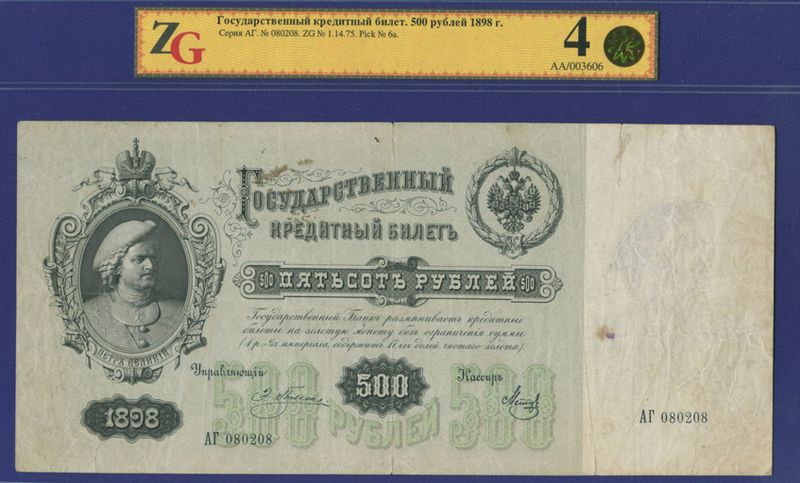 ZG
Государственный кредитный билет. 500 рублей 1898 г.
Серия АГ. № 080208. ZG № 1.14.75. Pick № 6a.
4
AA/003606
Государственный
кредитный билетъ
500 ПЯТЬСОТЪ РУБЛЕЙ 500
Государственный Банкъ размѣниваетъ кредитные
билеты на золотую монету безъ ограниченія суммы
(1 р.=1/15 имперіала, содержитъ 17,424 долей чистаго золота).
ПЕТРЪ ВЕЛИКІЙ
Управляющій
Кассиръ
500 500 500
РУБЛЕЙ
1898
АГ 080208
АГ 080208